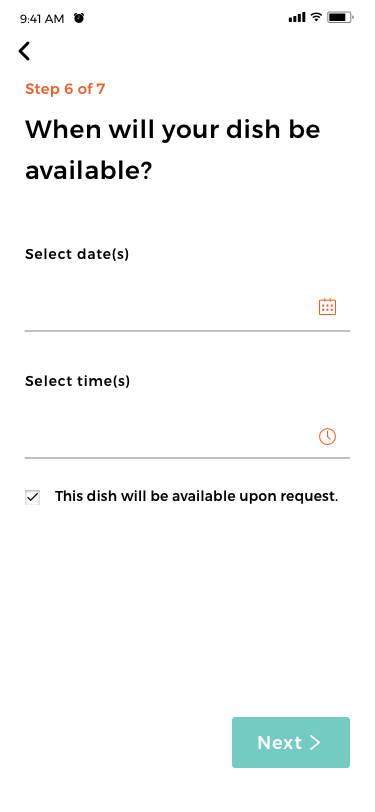 9:41 AM
Step 6 of 7
When will your dish be
available?
Select date(s)
Select time(s)
This dish will be available upon request.
Next >